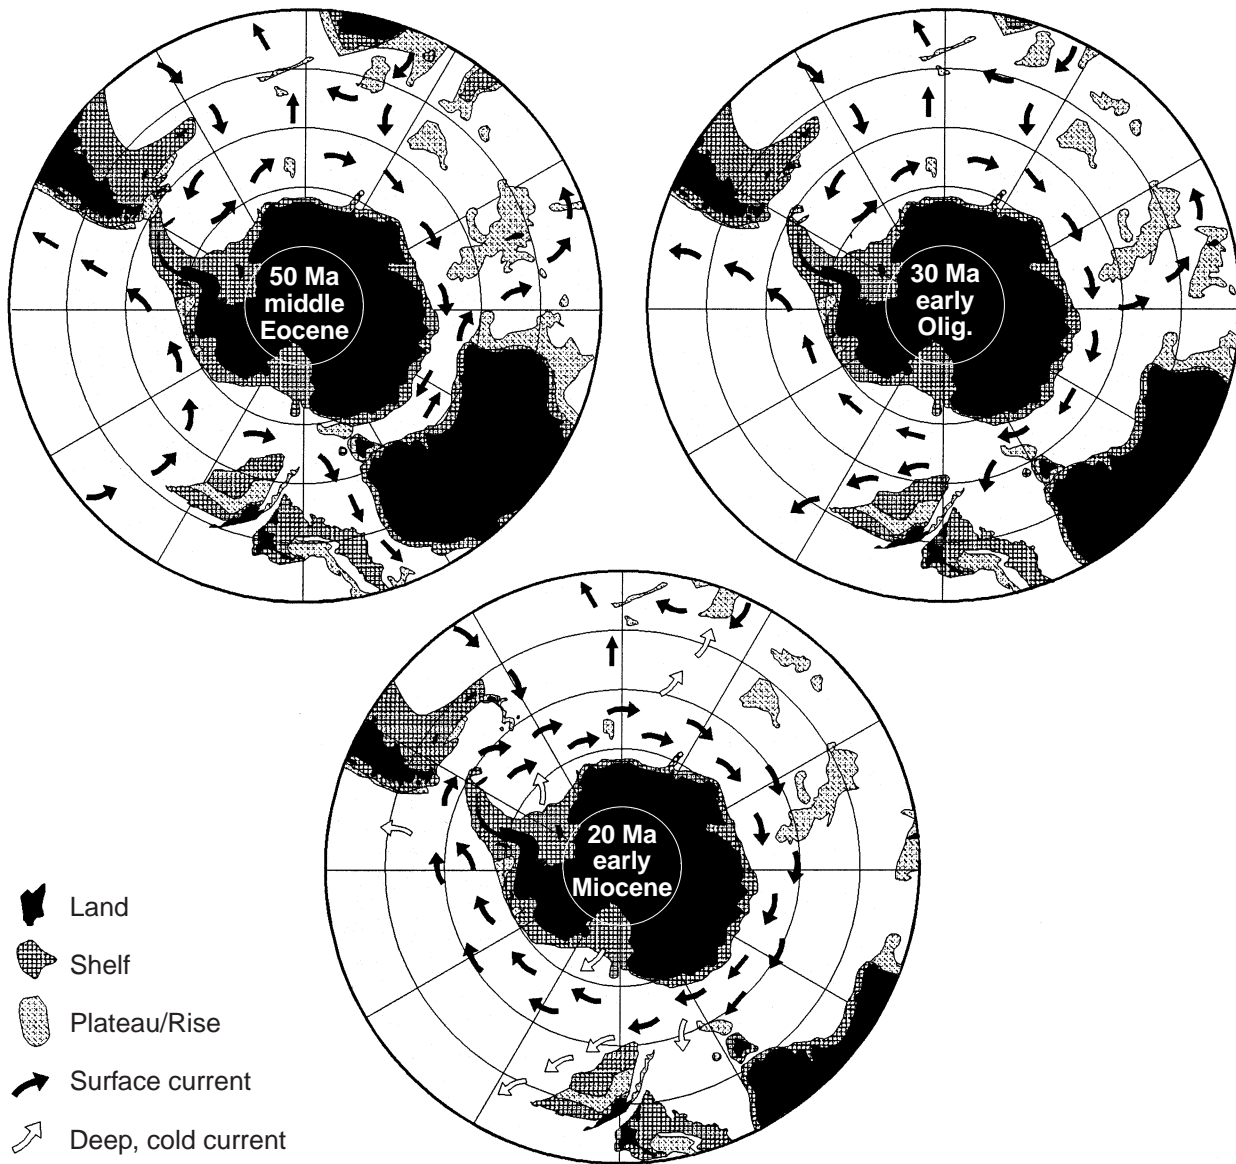 50 Ma
middle
Eocene
30 Ma
early
Olig.
20 Ma
early
Miocene
Land
Shelf
Plateau/Rise
Surface current
Deep, cold current